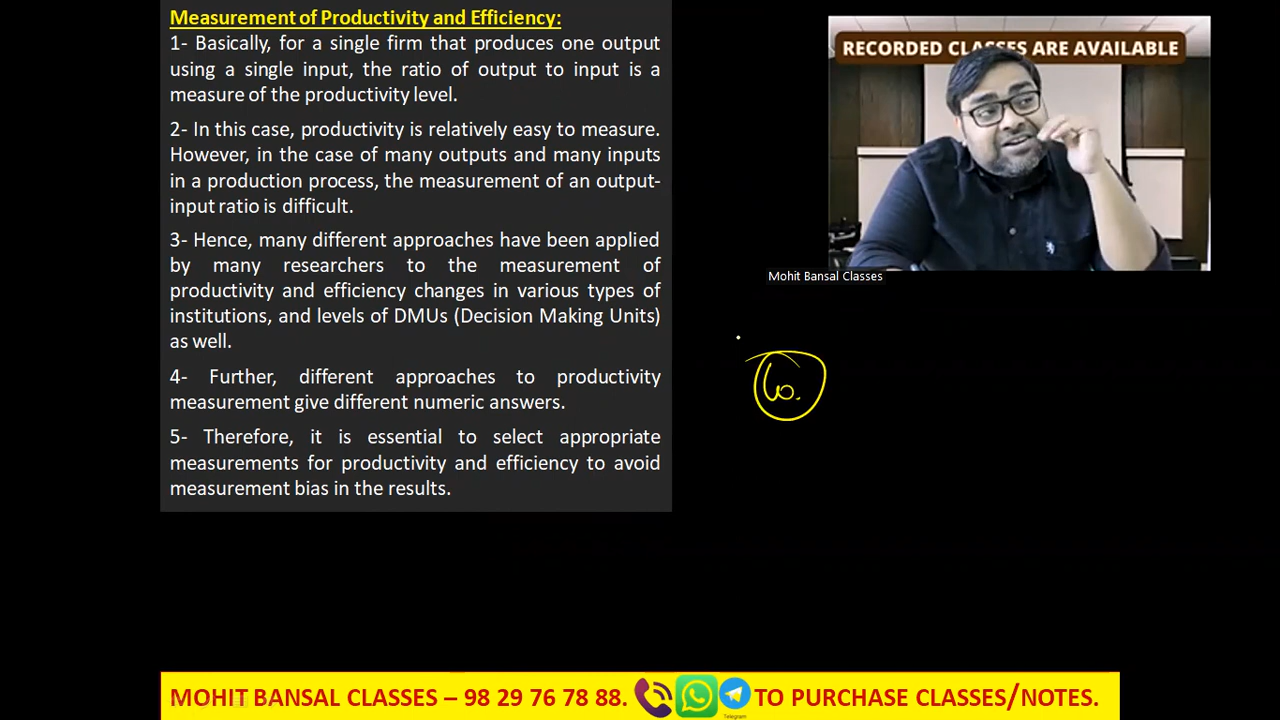 Measurement of Productivity and Efficiency:
1- Basically, for a single firm that produces one output
using a single input, the ratio of output to input is a
measure of the productivity level.
2- In this case, productivity is relatively easy to measure.
However, in the case of many outputs and many inputs
in a production process, the measurement of an output-
input ratio is difficult.
3- Hence, many different approaches have been applied
by many researchers to the measurement of
productivity and efficiency changes in various types of
institutions, and levels of DMUs (Decision Making Units)
as well.
4- Further, different approaches to productivity
measurement give different numeric answers.
5- Therefore, it is essential to select appropriate
measurements for productivity and efficiency to avoid
measurement bias in the results.
RECORDED CLASSES ARE AVAILABLE
Mohit Bansal Classes
MOHIT BANSAL CLASSES – 98 29 76 78 88. TO PURCHASE CLASSES/NOTES.
Telegram